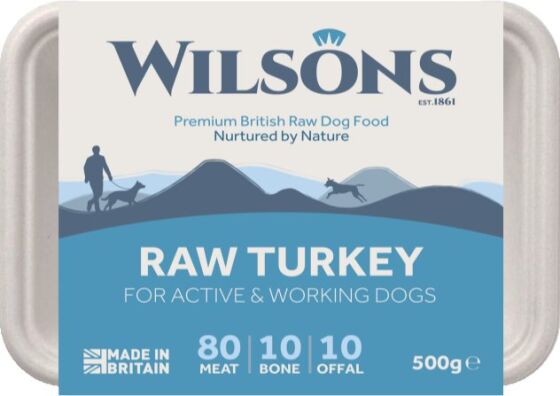 WILSONS
EST.1861
Premium British Raw Dog Food
Nurtured by Nature
RAW TURKEY
FOR ACTIVE & WORKING DOGS
MADE IN BRITAIN
80 MEAT
10 BONE
10 OFFAL
500g ℮